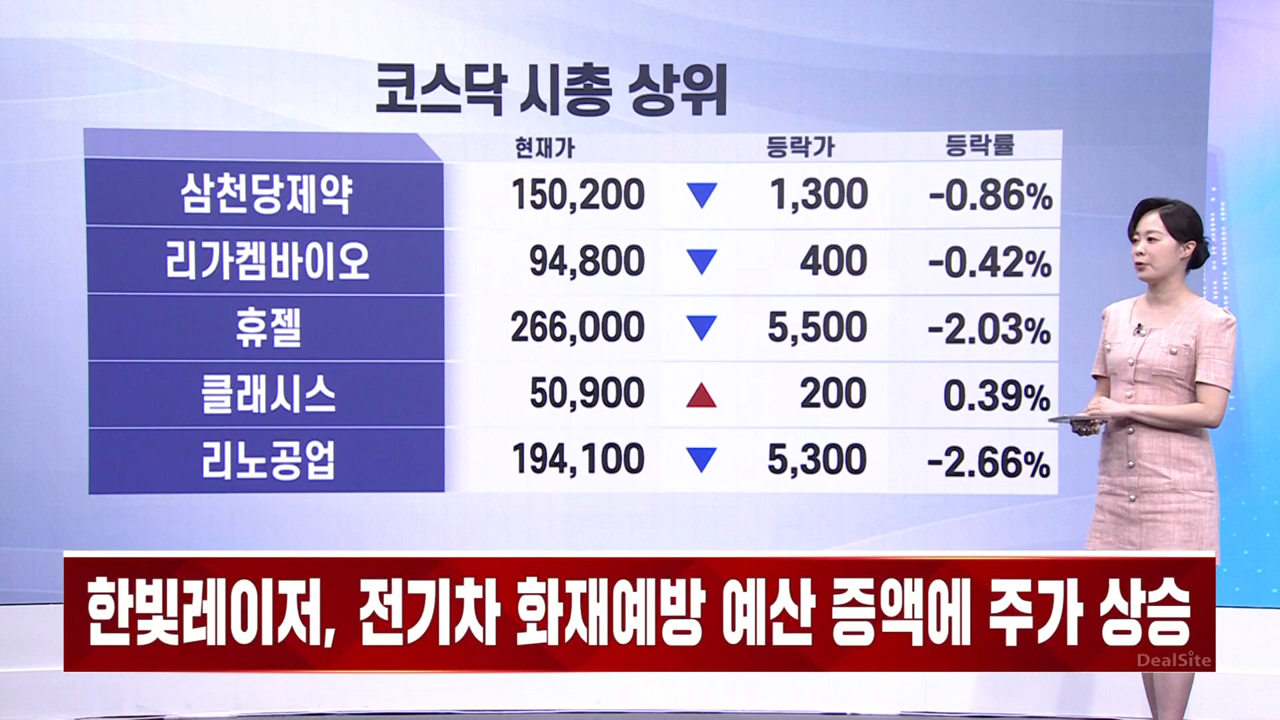 코스닥 시총 상위
현재가 등락가 등락률
삼천당제약 150,200 ▼ 1,300 -0.86%
리가켐바이오 94,800 ▼ 400 -0.42%
휴젤 266,000 ▼ 5,500 -2.03%
클래시스 50,900 ▲ 200 0.39%
리노공업 194,100 ▼ 5,300 -2.66%
한빛레이저, 전기차 화재예방 예산 증액에 주가 상승
DealSite